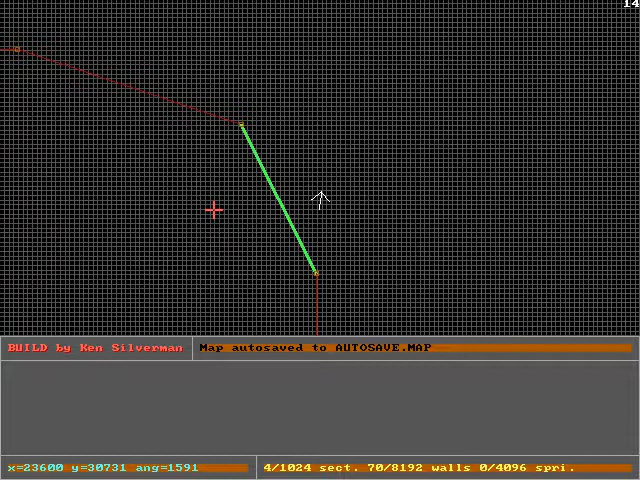 14
BUILD by Ken Silverman
Map autosaved to AUTOSAVE.MAP
x=23600 y=30731 ang=1591
4/1024 sect. 70/8192 walls 0/4096 spri.